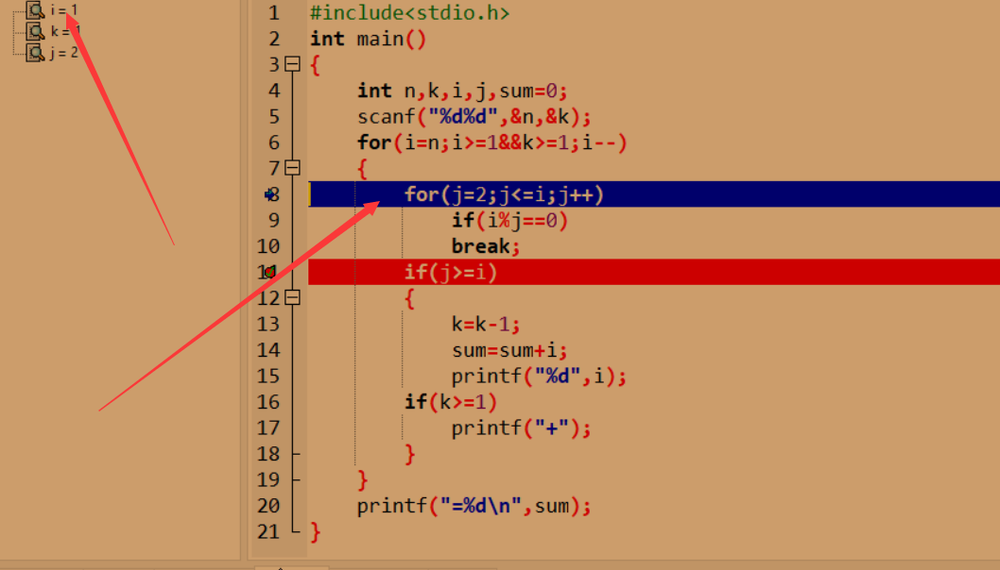 i = 1
k = 1
j = 2
1 #include<stdio.h>
2 int main()
3 {
4 int n,k,i,j,sum=0;
5 scanf("%d%d",&n,&k);
6 for(i=n;i>=1&&k>=1;i--)
7 {
8 for(j=2;j<=i;j++)
9 if(i%j==0)
10 break;
11 if(j>=i)
12 {
13 k=k-1;
14 sum=sum+i;
15 printf("%d",i);
16 if(k>=1)
17 printf("+");
18 }
19 }
20 printf("=%d\n",sum);
21 }